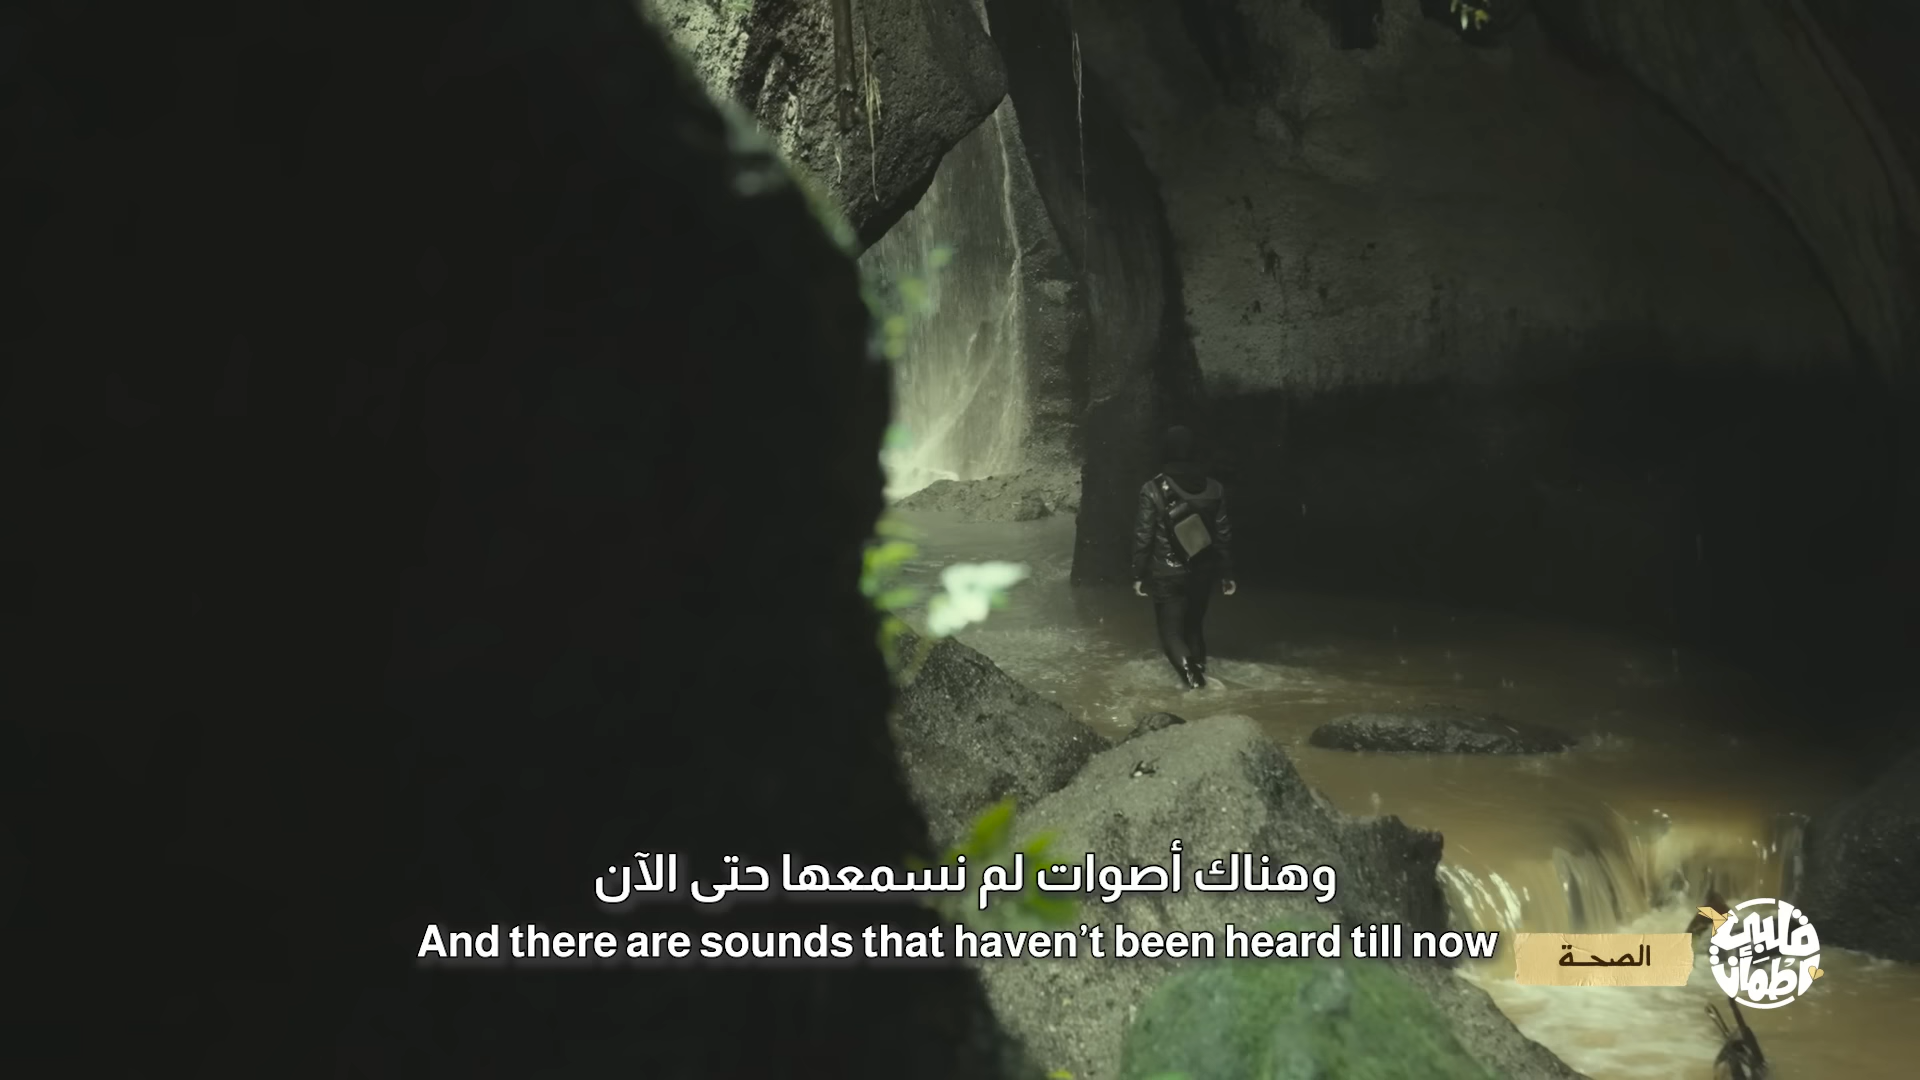 وهناك أصوات لم نسمعها حتى الآن
And there are sounds that haven't been heard till now
الصحة
قلبي
اطمأن